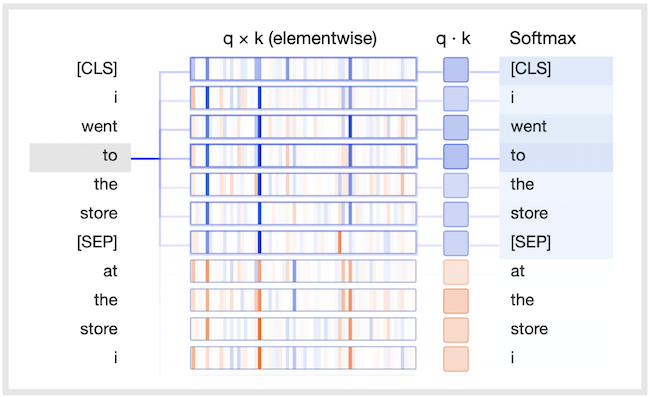 q × k (elementwise) q · k Softmax
[CLS] [CLS]
i i
went went
to to
the the
store store
[SEP] [SEP]
at at
the the
store store
i i